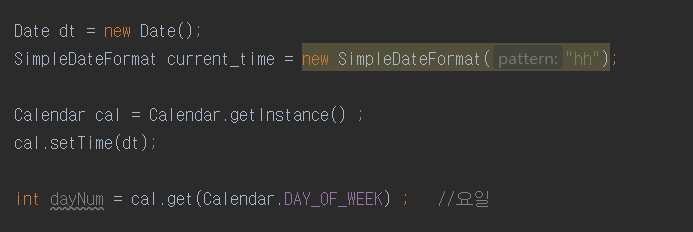 Date dt = new Date();
SimpleDateFormat current_time = new SimpleDateFormat( pattern: "hh");
Calendar cal = Calendar.getInstance() ;
cal.setTime(dt);
int dayNum = cal.get(Calendar.DAY_OF_WEEK) ; //요일